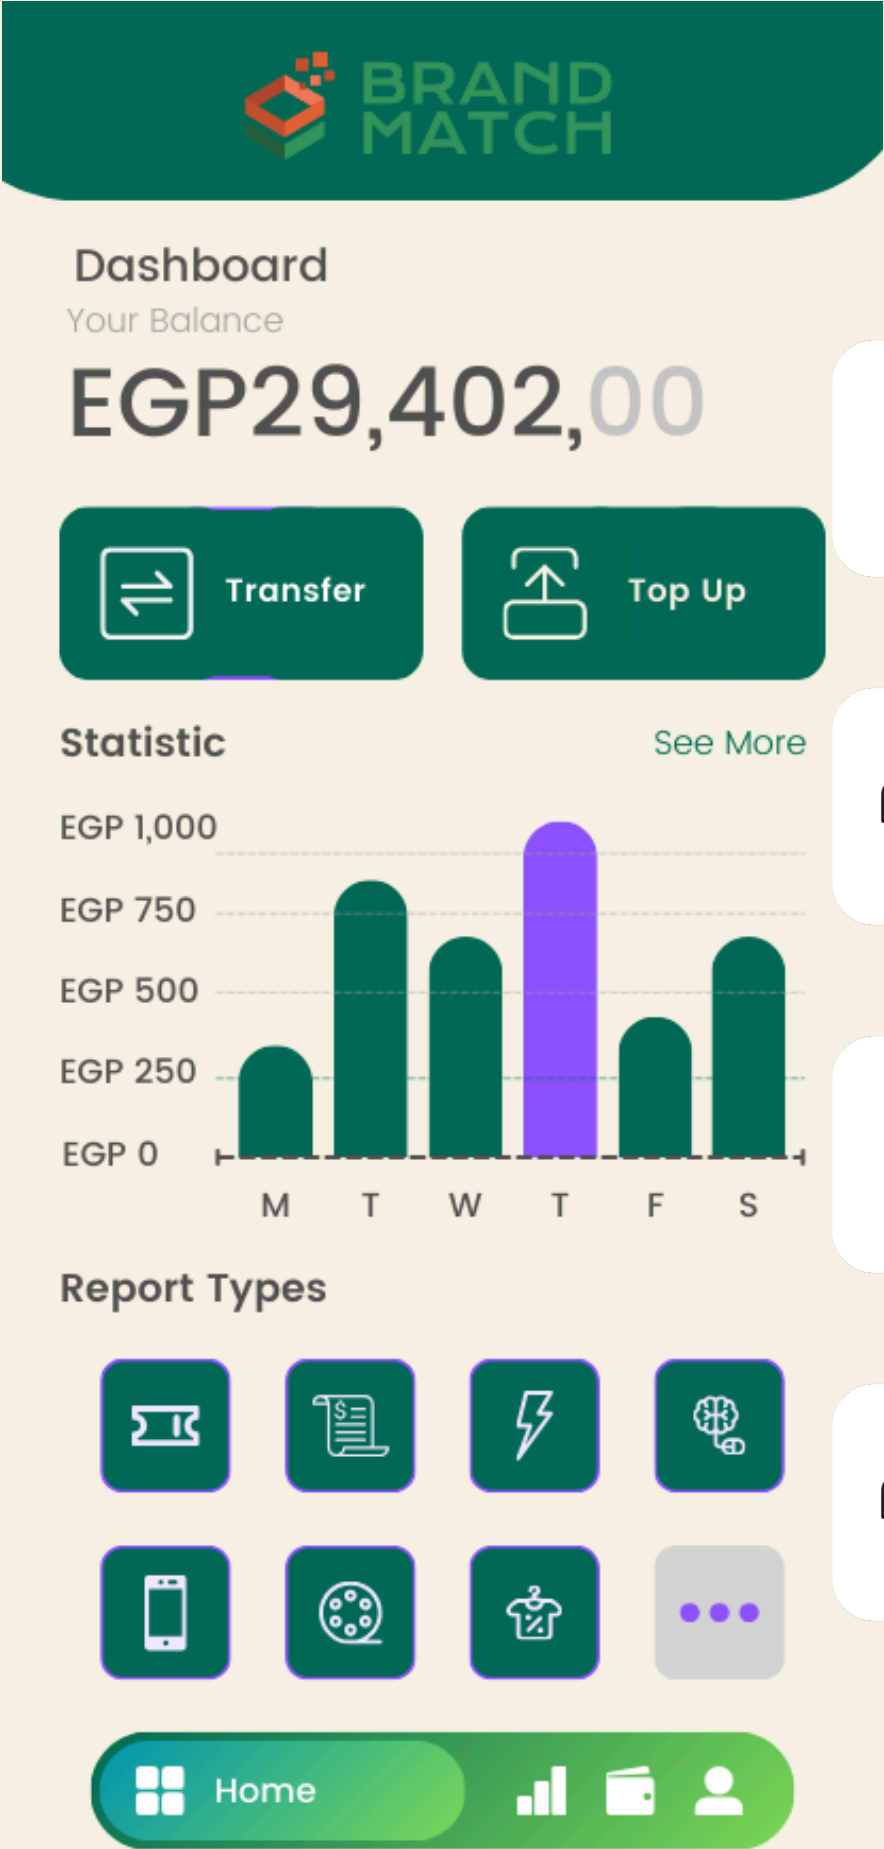 BRAND
MATCH
Dashboard
Your Balance
EGP29,402,00
Transfer
Top Up
Statistic
See More
EGP 1,000
EGP 750
EGP 500
EGP 250
EGP 0
M T W T F S
Report Types
$
%
Home